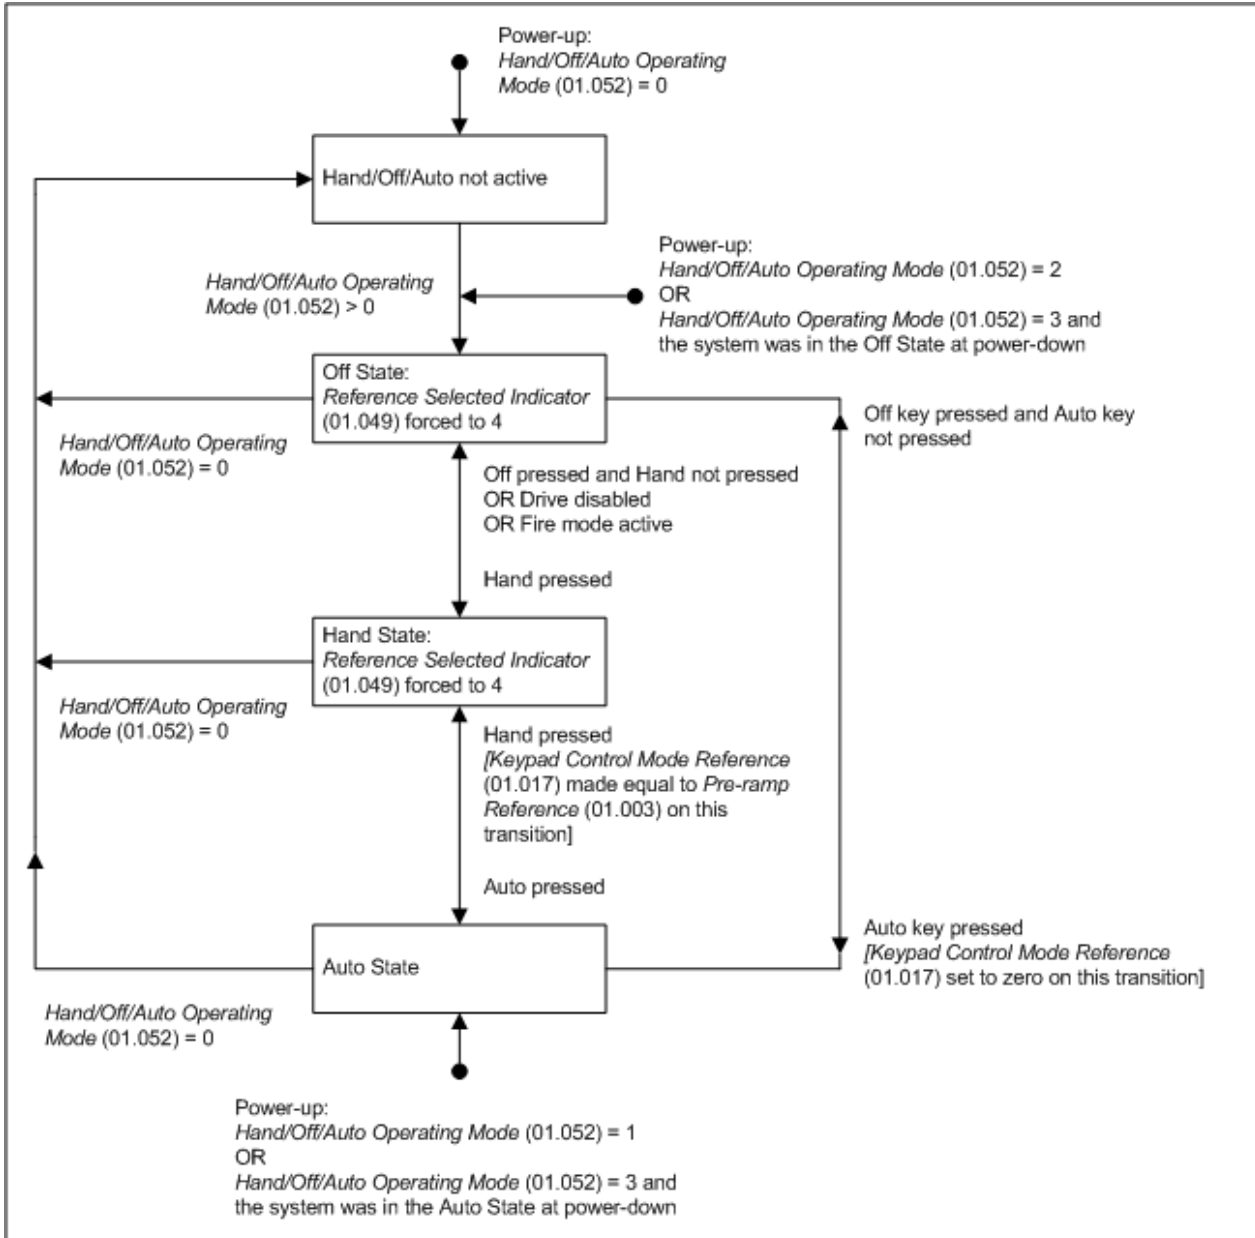 Power-up:
Hand/Off/Auto Operating
Mode (01.052) = 0
Hand/Off/Auto not active
Hand/Off/Auto Operating
Mode (01.052) > 0
Power-up:
Hand/Off/Auto Operating Mode (01.052) = 2
OR
Hand/Off/Auto Operating Mode (01.052) = 3 and
the system was in the Off State at power-down
Off State:
Reference Selected Indicator
(01.049) forced to 4
Hand/Off/Auto Operating
Mode (01.052) = 0
Off key pressed and Auto key
not pressed
Off pressed and Hand not pressed
OR Drive disabled
OR Fire mode active
Hand pressed
Hand State:
Reference Selected Indicator
(01.049) forced to 4
Hand/Off/Auto Operating
Mode (01.052) = 0
Hand pressed
[Keypad Control Mode Reference
(01.017) made equal to Pre-ramp
Reference (01.003) on this
transition]
Auto pressed
Auto State
Auto key pressed
[Keypad Control Mode Reference
(01.017) set to zero on this transition]
Hand/Off/Auto Operating
Mode (01.052) = 0
Power-up:
Hand/Off/Auto Operating Mode (01.052) = 1
OR
Hand/Off/Auto Operating Mode (01.052) = 3 and
the system was in the Auto State at power-down